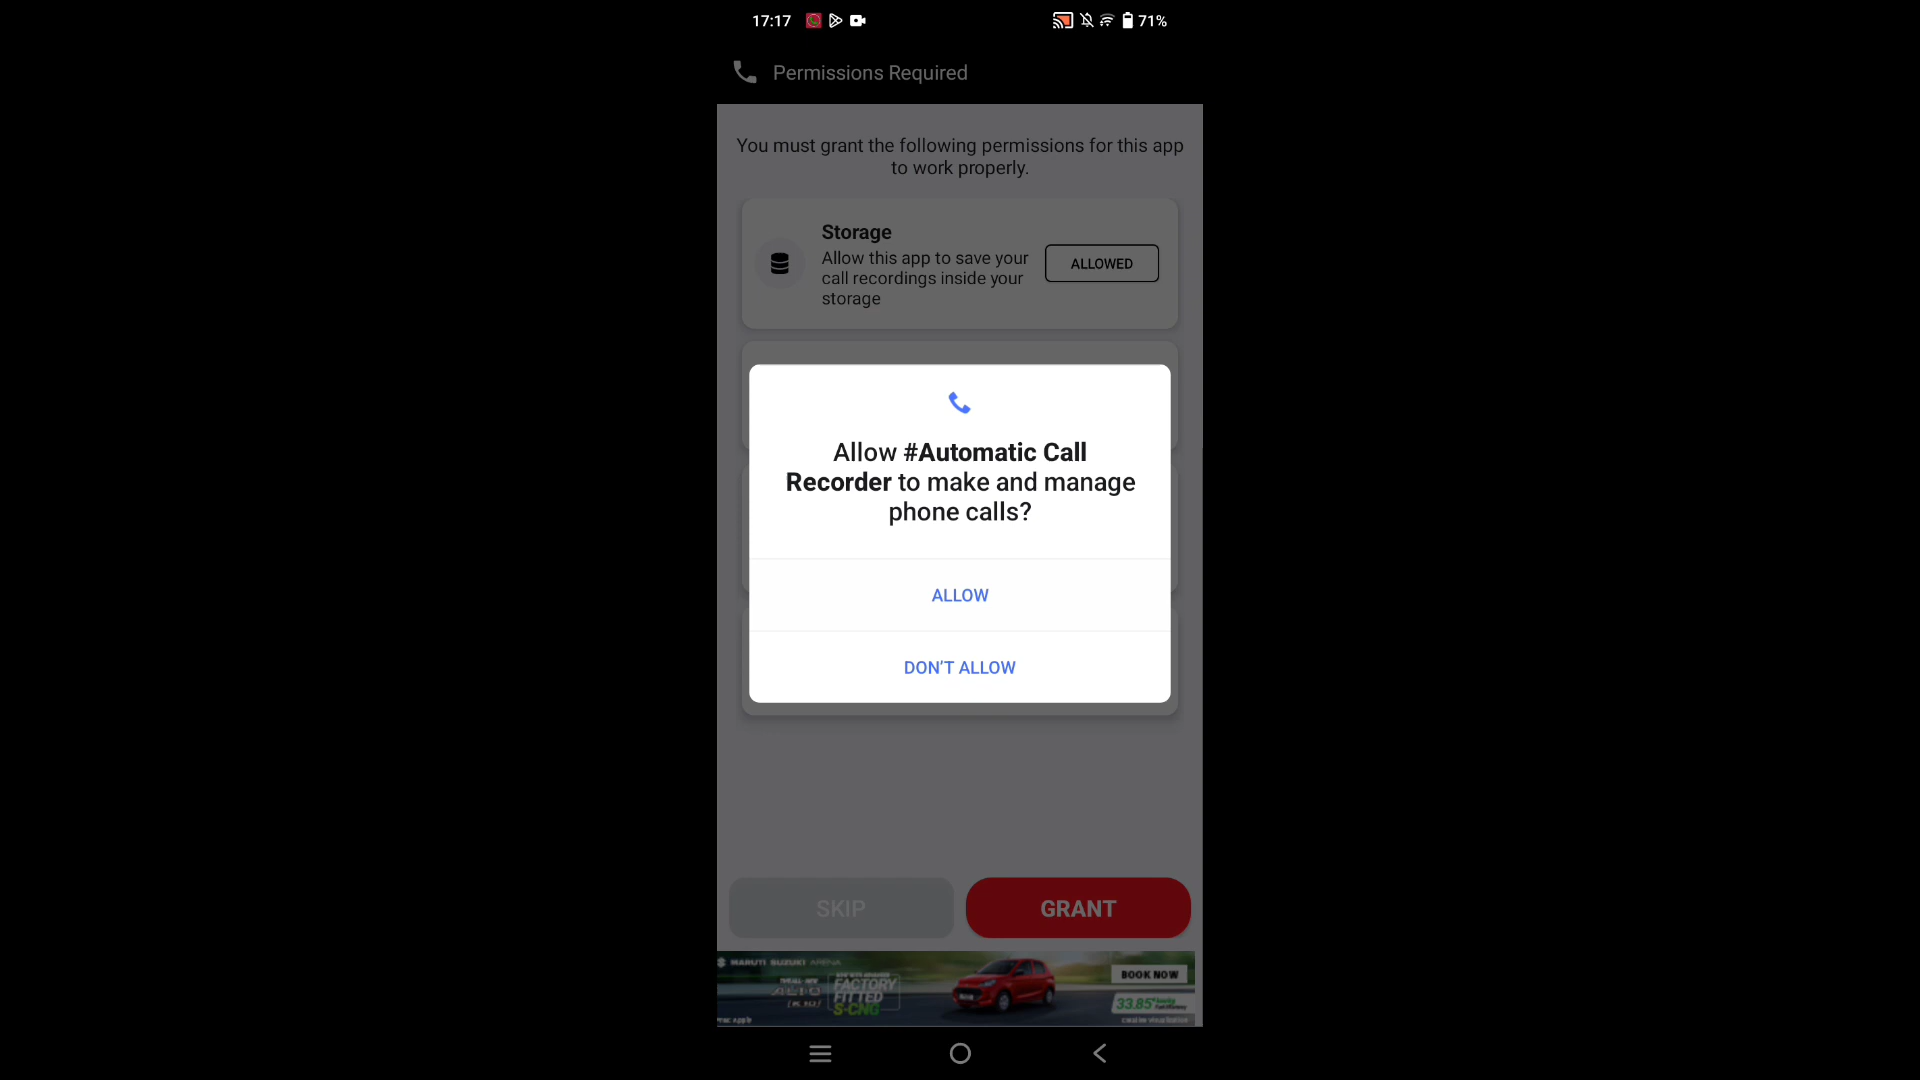 17:17
71%
Permissions Required
You must grant the following permissions for this app
to work properly.
Storage
Allow this app to save your
call recordings inside your
storage
ALLOWED
Allow #Automatic Call
Recorder to make and manage
phone calls?
ALLOW
DON'T ALLOW
SKIP
GRANT
MARUTI SUZUKI ARENA
FACTORY
FITTED
S-CNG
BOOK NOW
33.85